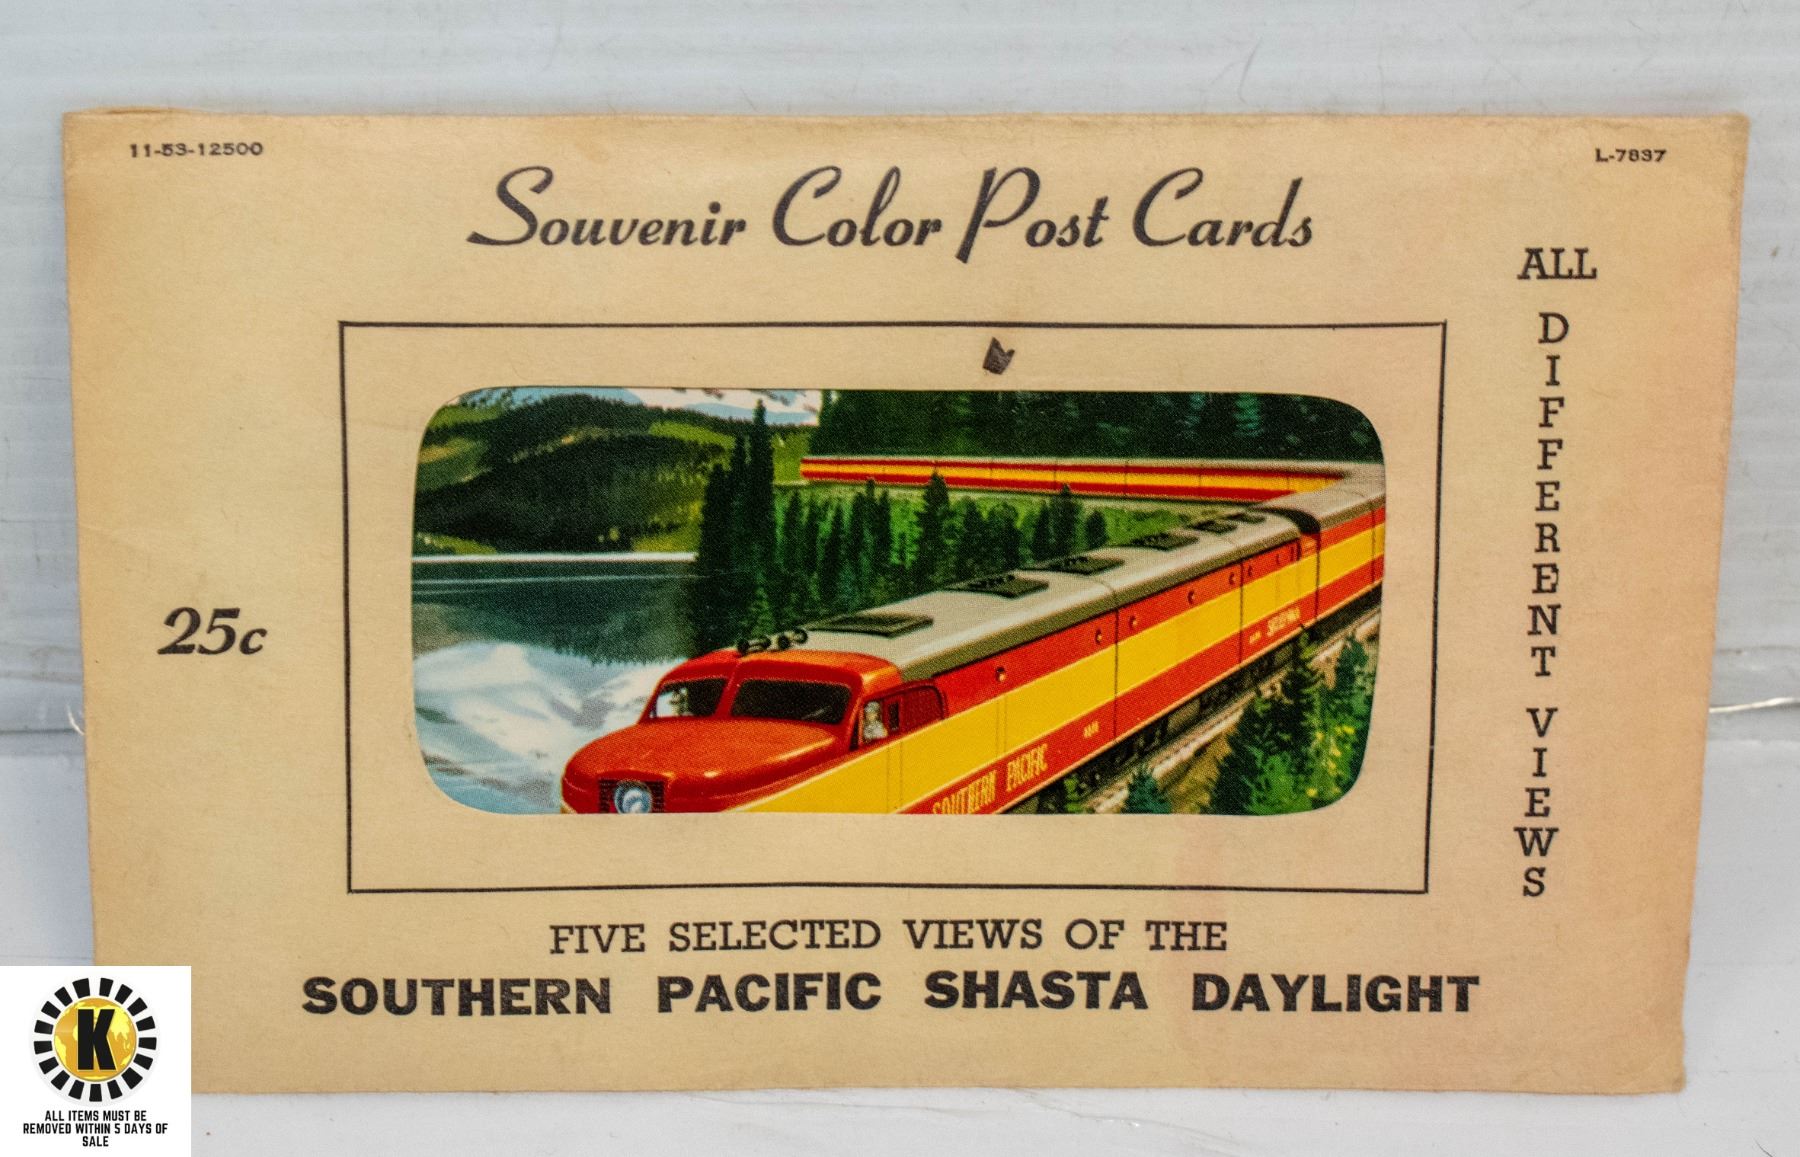 11-53-12500
L-7837
Souvenir Color Post Cards
ALL
DIFFERENT
VIEWS
25c
SOUTHERN PACIFIC
FIVE SELECTED VIEWS OF THE
SOUTHERN PACIFIC SHASTA DAYLIGHT
K
ALL ITEMS MUST BE
REMOVED WITHIN 5 DAYS OF
SALE